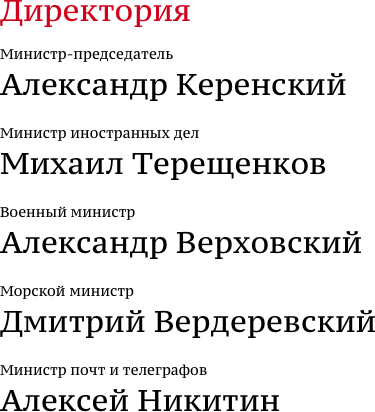 Директория
Министр-председатель
Александр Керенский
Министр иностранных дел
Михаил Терещенков
Военный министр
Александр Верховский
Морской министр
Дмитрий Вердеревский
Министр почт и телеграфов
Алексей Никитин